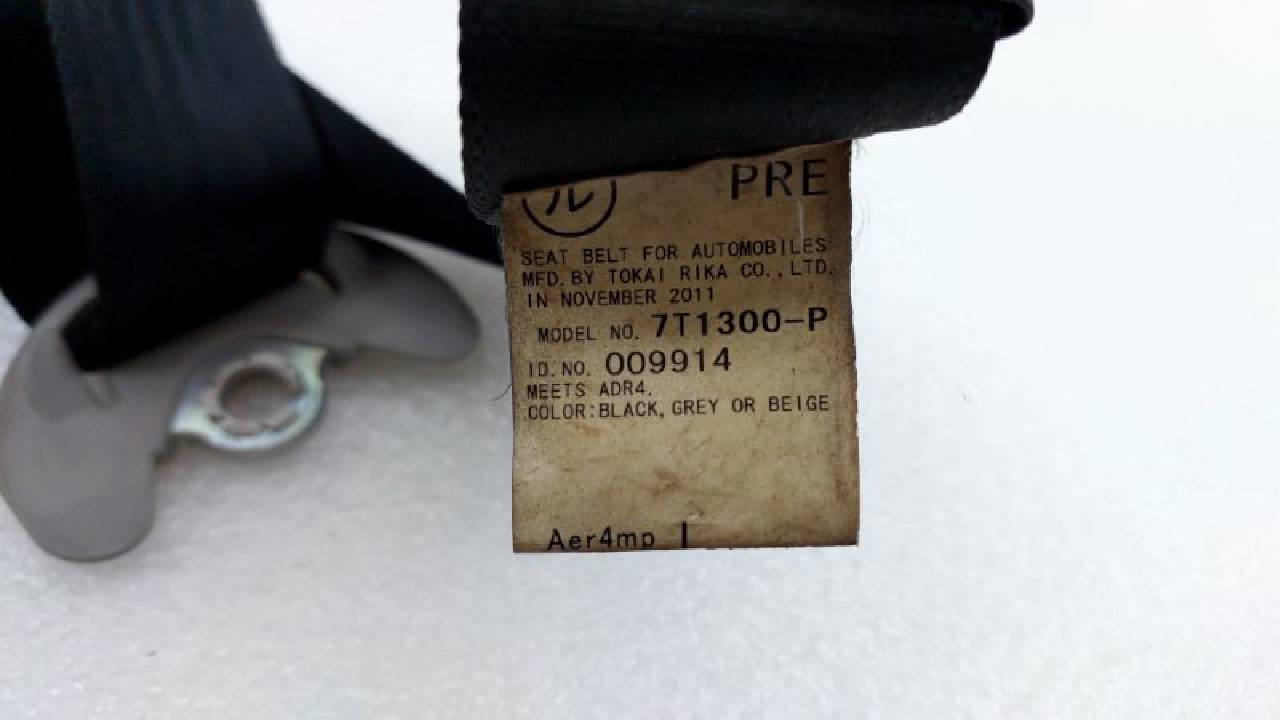 ル PRE
SEAT BELT FOR AUTOMOBILES
MFD. BY TOKAI RIKA CO., LTD.
IN NOVEMBER 2011
MODEL NO. 7T1300-P
ID. NO. 009914
MEETS ADR4.
COLOR:BLACK, GREY OR BEIGE
Aer4mp I